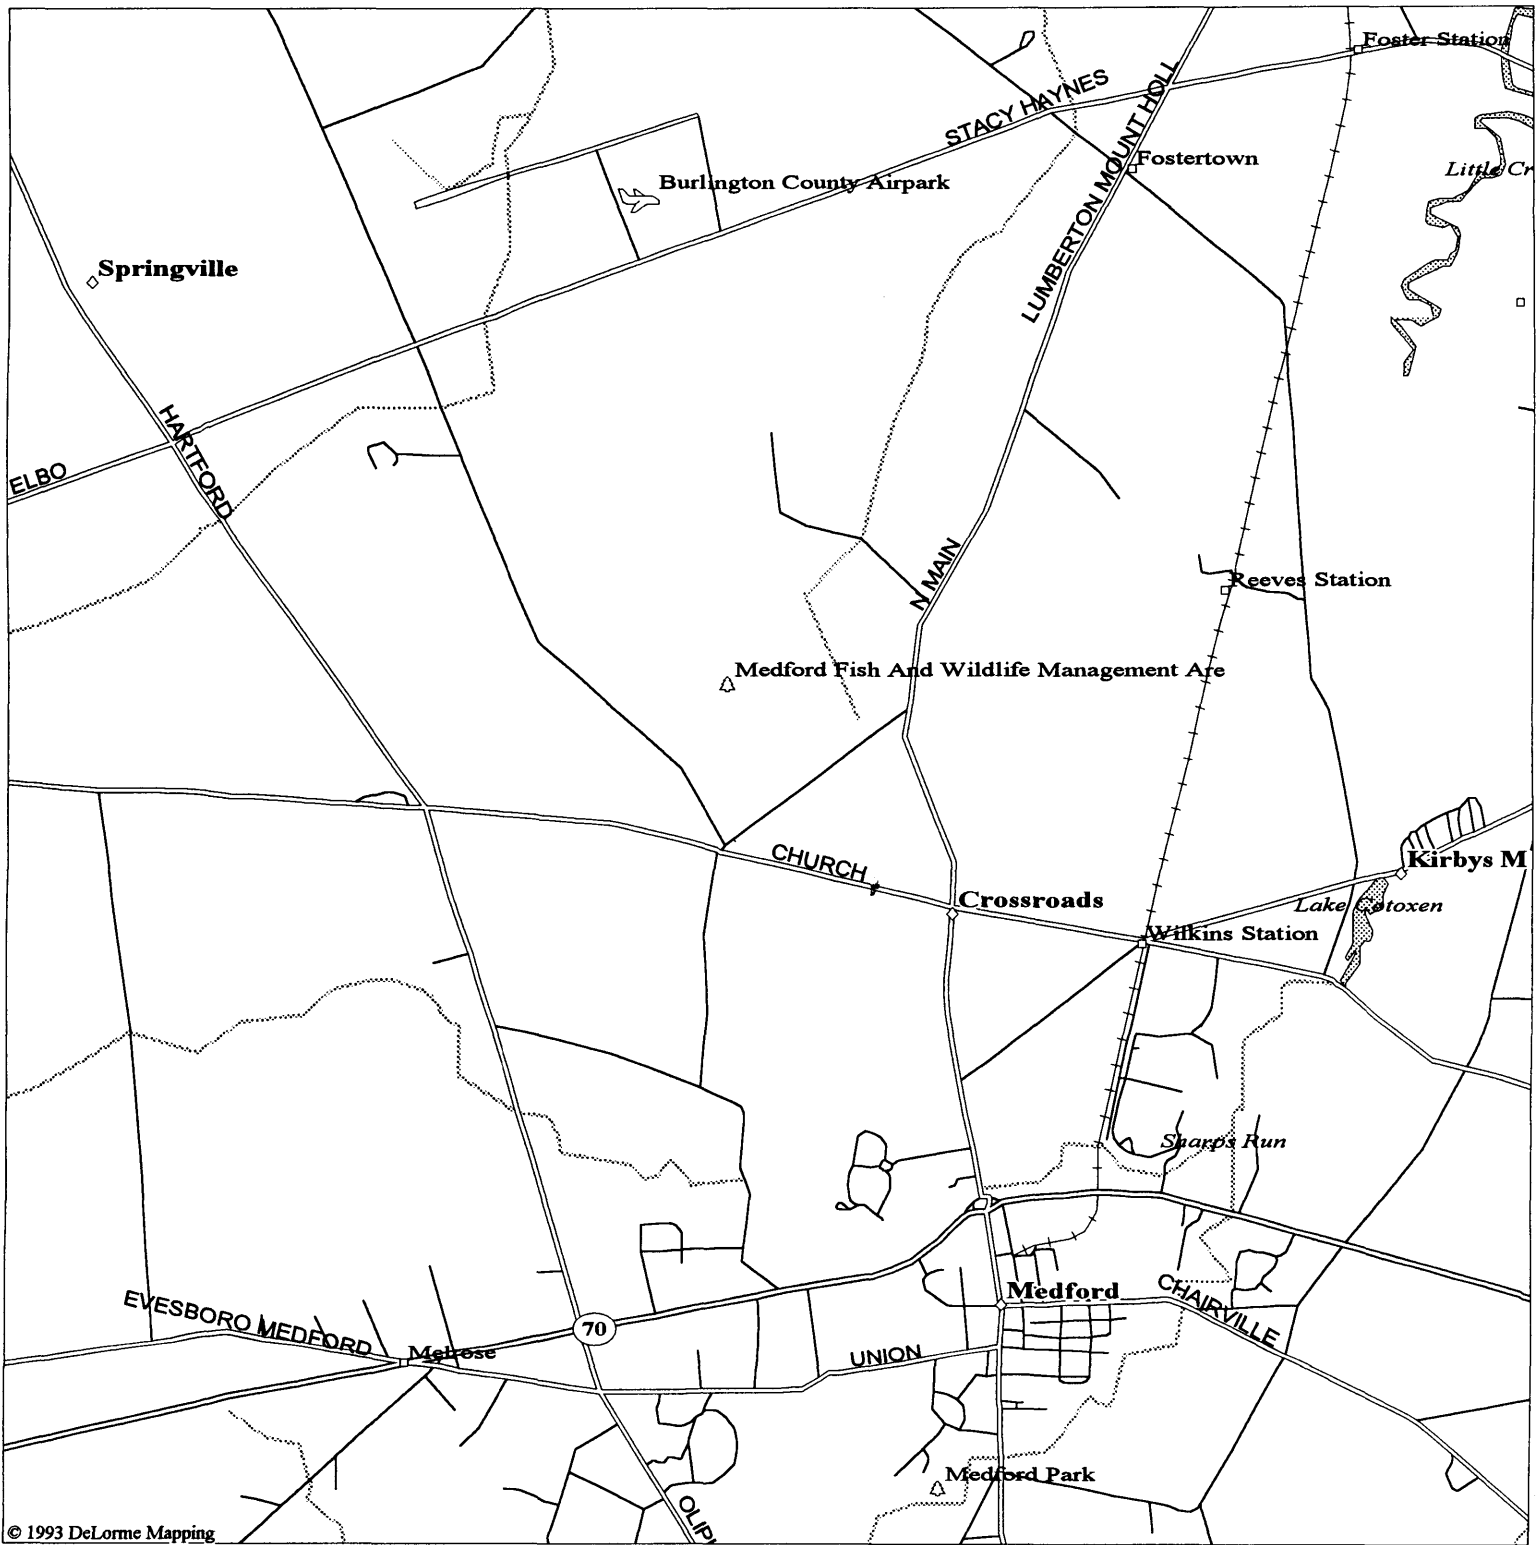 Foster Station
STACY HAYNES
LUMBERTON MOUNT HOLL
Fostertown
Little Cr
Burlington County Airpark
Springville
HARTFORD
ELBO
N MAIN
Reeves Station
Medford Fish And Wildlife Management Are
CHURCH
Kirbys M
Crossroads
Lake Cotoxen
Wilkins Station
Sharps Run
Medford
CHAIRVILLE
EVESBORO MEDFORD
70
Melrose
UNION
Medford Park
OLIPH
© 1993 DeLorme Mapping